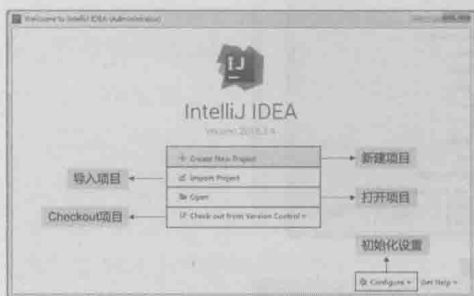 Welcome to IntelliJ IDEA (Administrator)
IJ
IntelliJ IDEA
Create New Project
新建项目
导入项目
Import Project
Open
打开项目
Checkout项目
Check out from Version Control
初始化设置
Configure
Get Help